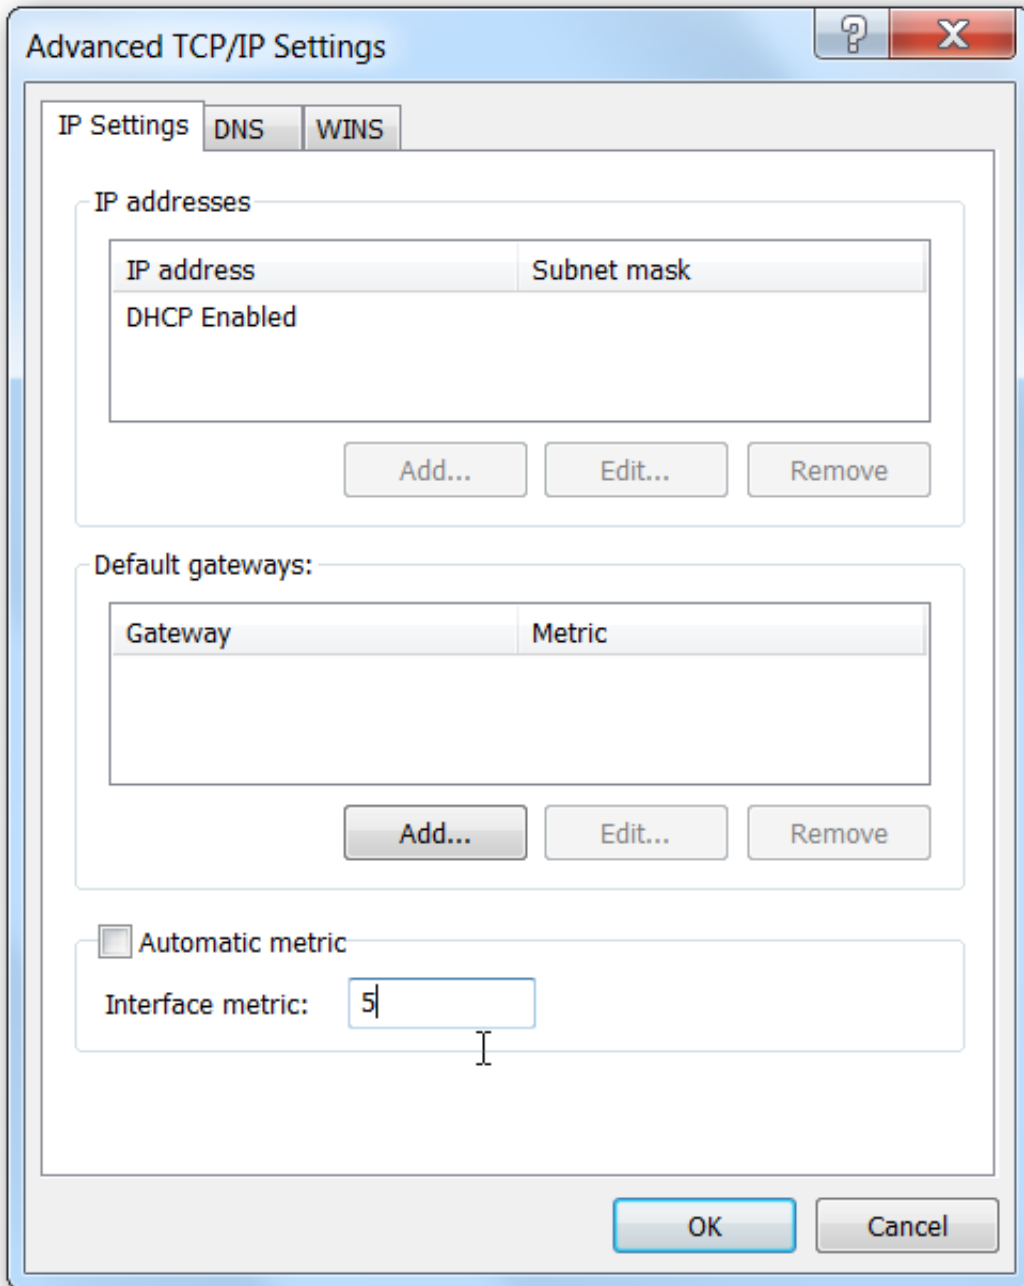 Advanced TCP/IP Settings
IP Settings DNS WINS
IP addresses
IP address Subnet mask
DHCP Enabled
Add... Edit... Remove
Default gateways:
Gateway Metric
Add... Edit... Remove
Automatic metric
Interface metric: 5
OK Cancel